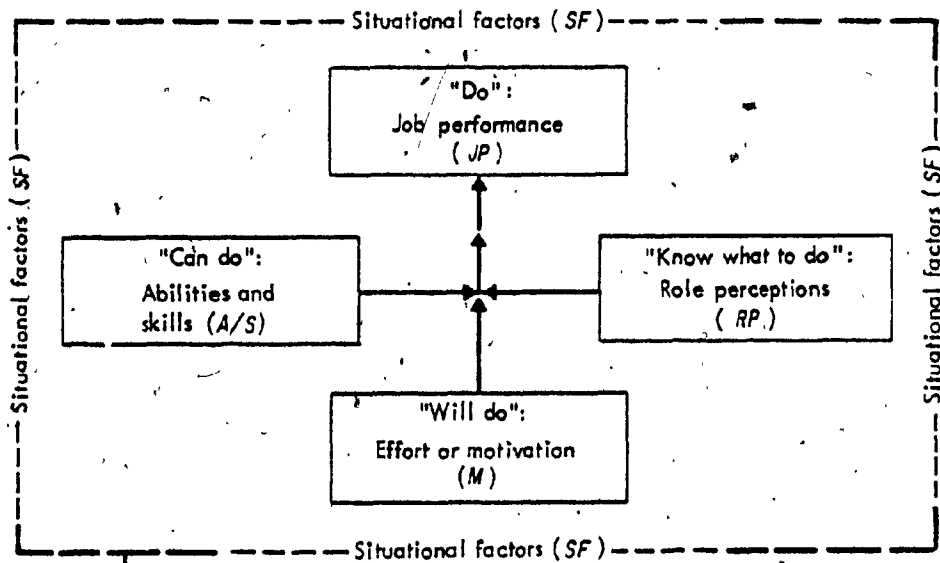 Situational factors (SF)
"Do":
Job performance
(JP)
Situational factors (SF)
Situational factors (SF)
"Can do":
Abilities and
skills (A/S)
"Know what to do":
Role perceptions
(RP)
"Will do":
Effort or motivation
(M)
Situational factors (SF)